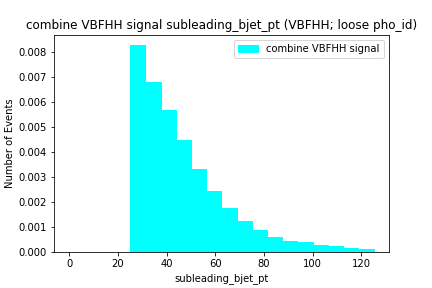 combine VBFHH signal subleading_bjet_pt (VBFHH; loose pho_id)
combine VBFHH signal
0.008
0.007
0.006
0.005
0.004
0.003
0.002
0.001
0.000
Number of Events
0 20 40 60 80 100 120
subleading_bjet_pt